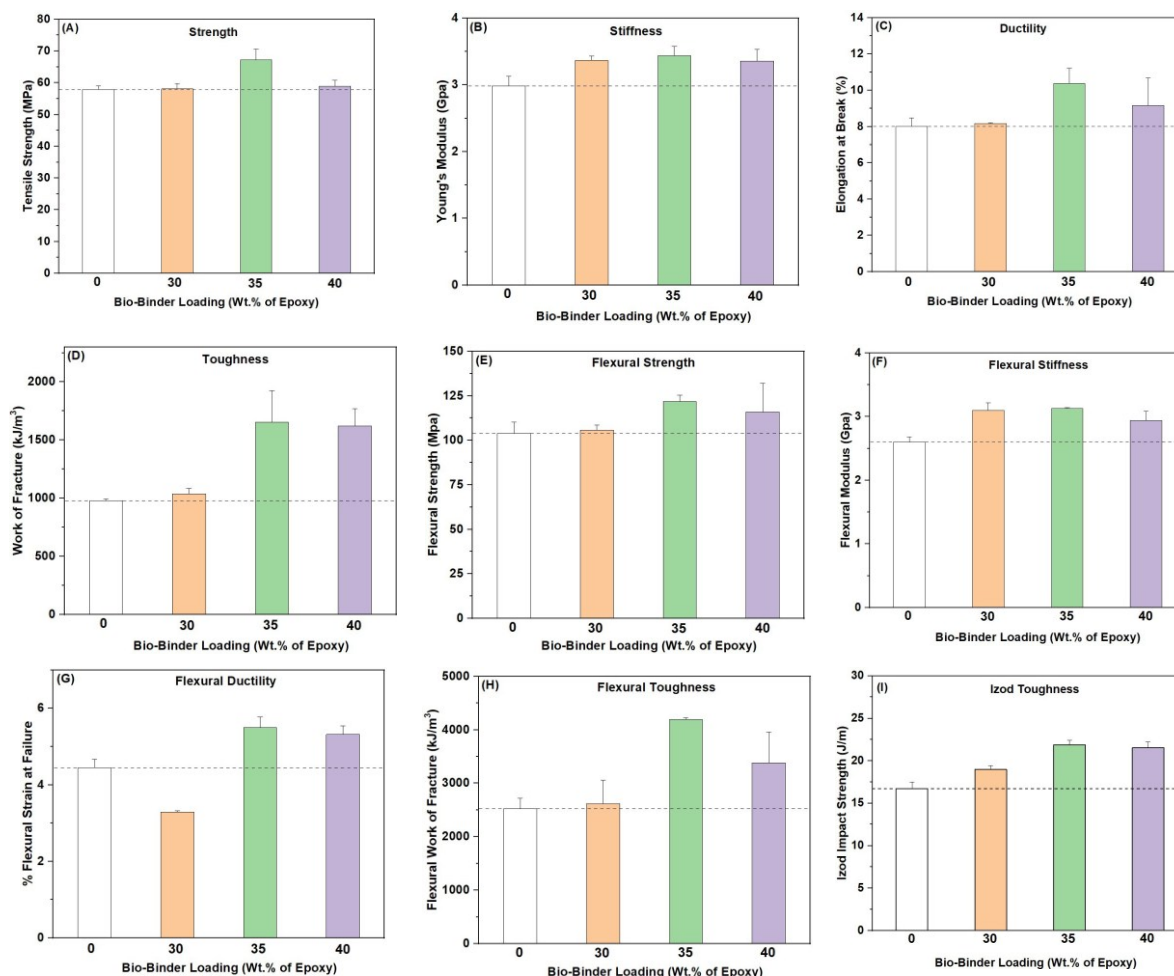 (A)
Strength
Tensile Strength (MPa)
80
70
60
50
40
30
20
10
0
0
30
35
40
Bio-Binder Loading (Wt.% of Epoxy)
(B)
Stiffness
Young's Modulus (Gpa)
4
3
2
1
0
0
30
35
40
Bio-Binder Loading (Wt.% of Epoxy)
(C)
Ductility
Elongation at Break (%)
14
12
10
8
6
4
2
0
0
30
35
40
Bio-Binder Loading (Wt.% of Epoxy)
(D)
Toughness
Work of Fracture (kJ/m³)
2000
1500
1000
500
0
0
30
35
40
Bio-Binder Loading (Wt.% of Epoxy)
(E)
Flexural Strength
Flexural Strength (Mpa)
150
125
100
75
50
25
0
0
30
35
40
Bio-Binder Loading (Wt.% of Epoxy)
(F)
Flexural Stiffness
Flexural Modulus (Gpa)
4
3
2
1
0
0
30
35
40
Bio-Binder Loading (Wt.% of Epoxy)
(G)
Flexural Ductility
% Flexural Strain at Failure
6
4
2
0
0
30
35
40
Bio-Binder Loading (Wt.% of Epoxy)
(H)
Flexural Toughness
Flexural Work of Fracture (kJ/m³)
5000
4000
3000
2000
1000
0
0
30
35
40
Bio-Binder Loading (Wt.% of Epoxy)
(I)
Izod Toughness
Izod Impact Strength (J/m)
30
25
20
15
10
5
0
0
30
35
40
Bio-Binder Loading (Wt.% of Epoxy)